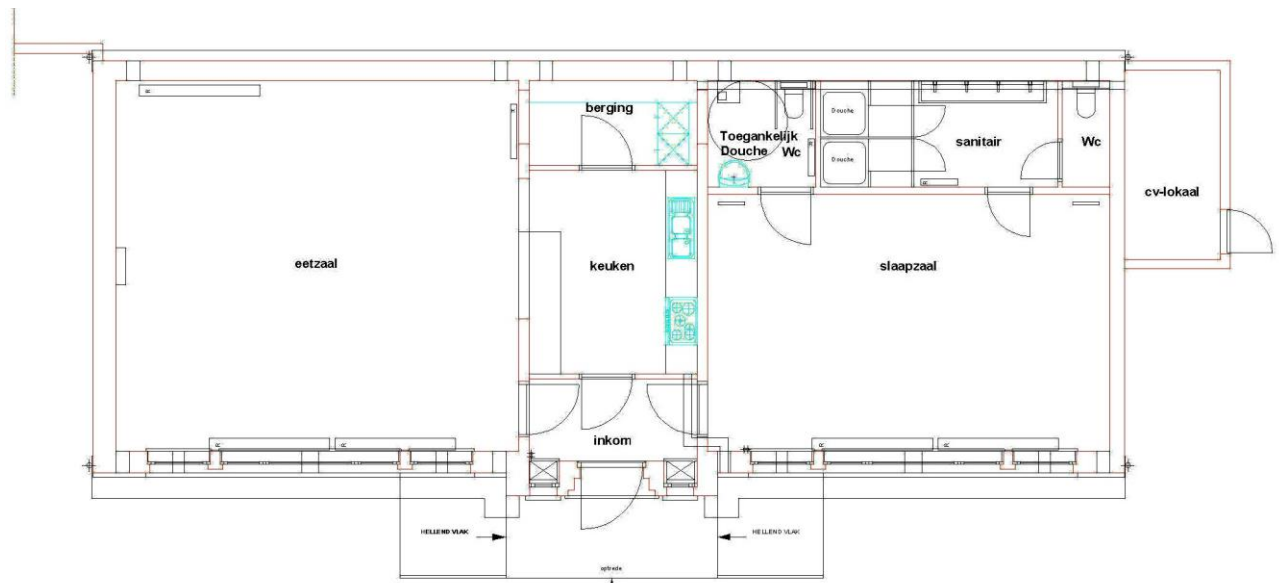 R
berging
R
Toegankelijk
Douche Wc
R
Douche
Douche
sanitair
R
Wc
cv-lokaal
eetzaal
keuken
slaapzaal
inkom
R
R
R
R
HELLEND VLAK
HELLEND VLAK
optrede